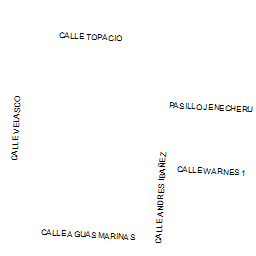 CALLE TOPACIO
PASILLO JENECHERU
CALLE VELASCO
CALLE WARNES 1
CALLE ANDRES IBAÑEZ
CALLE AGUAS MARINAS